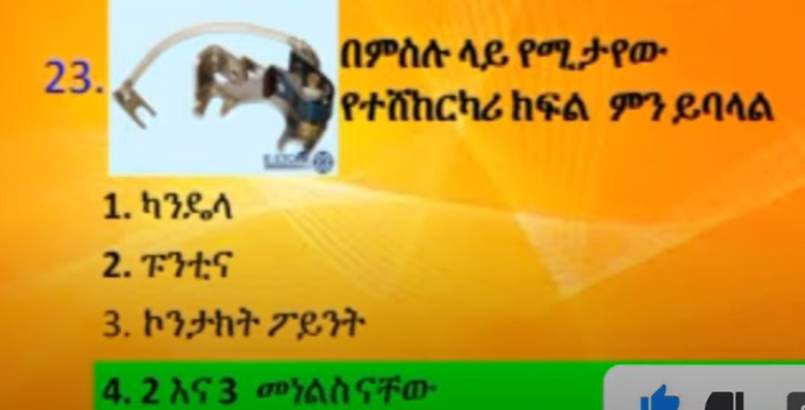 23. በምስሉ ላይ የሚታየው
የተሽከርካሪ ክፍል ምን ይባላል
1. ካንዴላ
2. ፑንቲና
3. ኮንታክት ፖይንት
4. 2 እና 3 መነልስናቸው